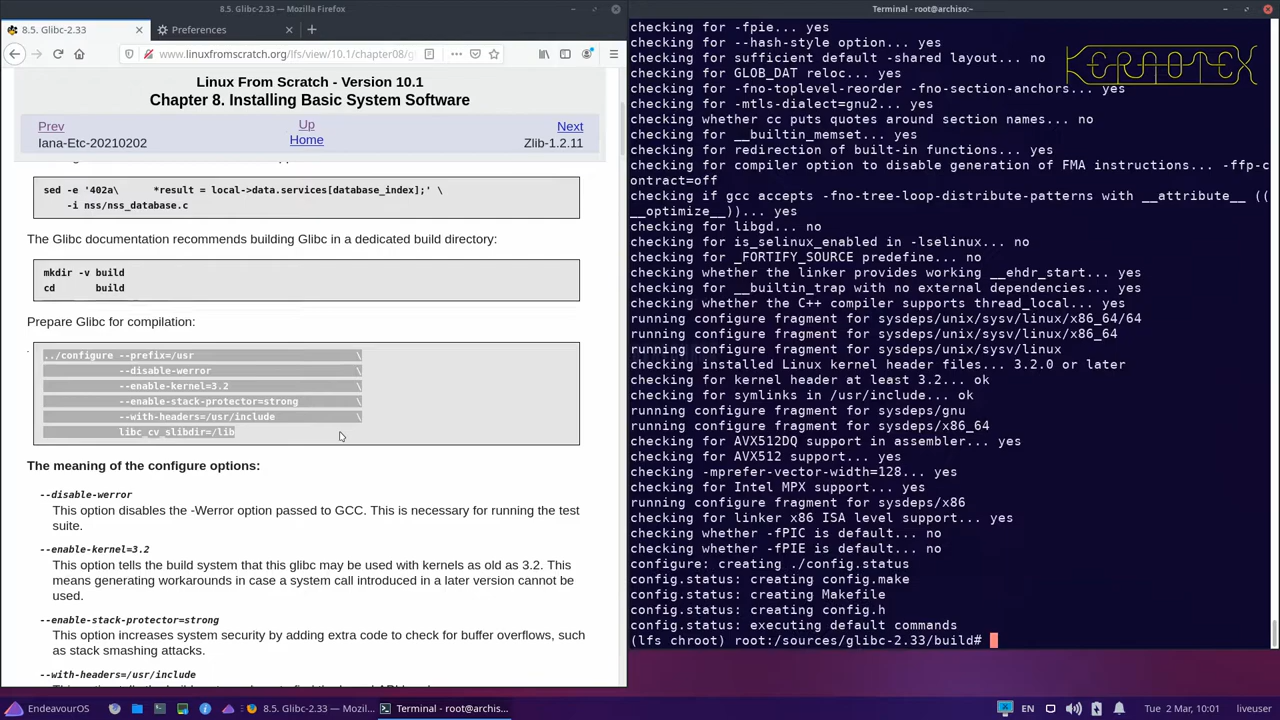 8.5. Glibc-2.33 — Mozilla Firefox
8.5. Glibc-2.33
Preferences
www.linuxfromscratch.org/lfs/view/10.1/chapter08/g
Linux From Scratch - Version 10.1
Chapter 8. Installing Basic System Software
Prev
Up
Next
Iana-Etc-20210202
Home
Zlib-1.2.11
sed -e '402a\      *result = local->data.services[database_index];' \
-i nss/nss_database.c
The Glibc documentation recommends building Glibc in a dedicated build directory:
mkdir -v build
cd       build
Prepare Glibc for compilation:
../configure --prefix=/usr                            \
--disable-werror                         \
--enable-kernel=3.2                      \
--enable-stack-protector=strong          \
--with-headers=/usr/include              \
libc_cv_slibdir=/lib
The meaning of the configure options:
--disable-werror
This option disables the -Werror option passed to GCC. This is necessary for running the test
suite.
--enable-kernel=3.2
This option tells the build system that this glibc may be used with kernels as old as 3.2. This
means generating workarounds in case a system call introduced in a later version cannot be
used.
--enable-stack-protector=strong
This option increases system security by adding extra code to check for buffer overflows, such
as stack smashing attacks.
--with-headers=/usr/include
Terminal - root@archiso:~
KERNOTEX
checking for -fpie... yes
checking for --hash-style option... yes
checking for sufficient default -shared layout... no
checking for GLOB_DAT reloc... yes
checking for -fno-toplevel-reorder -fno-section-anchors... yes
checking for -mtls-dialect=gnu2... yes
checking whether cc puts quotes around section names... no
checking for __builtin_memset... yes
checking for redirection of built-in functions... yes
checking for compiler option to disable generation of FMA instructions... -ffp-c
ontract=off
checking if gcc accepts -fno-tree-loop-distribute-patterns with __attribute__ ((
__optimize__))... yes
checking for libgd... no
checking for is_selinux_enabled in -lselinux... no
checking for _FORTIFY_SOURCE predefine... no
checking whether the linker provides working __ehdr_start... yes
checking for __builtin_trap with no external dependencies... yes
checking whether the C++ compiler supports thread_local... yes
running configure fragment for sysdeps/unix/sysv/linux/x86_64/64
running configure fragment for sysdeps/unix/sysv/linux/x86_64
running configure fragment for sysdeps/unix/sysv/linux
checking installed Linux kernel header files... 3.2.0 or later
checking for kernel header at least 3.2... ok
checking for symlinks in /usr/include... ok
running configure fragment for sysdeps/gnu
running configure fragment for sysdeps/x86_64
checking for AVX512DQ support in assembler... yes
checking for AVX512 support... yes
checking -mprefer-vector-width=128... yes
checking for Intel MPX support... yes
running configure fragment for sysdeps/x86
checking for linker x86 ISA level support... yes
checking whether -fPIC is default... no
checking whether -fPIE is default... no
configure: creating ./config.status
config.status: creating config.make
config.status: creating Makefile
config.status: creating config.h
config.status: executing default commands
(lfs chroot) root:/sources/glibc-2.33/build#
EndeavourOS
8.5. Glibc-2.33 — Mozil...
Terminal - root@archis...
EN
Tue 2 Mar, 10:01
liveuser